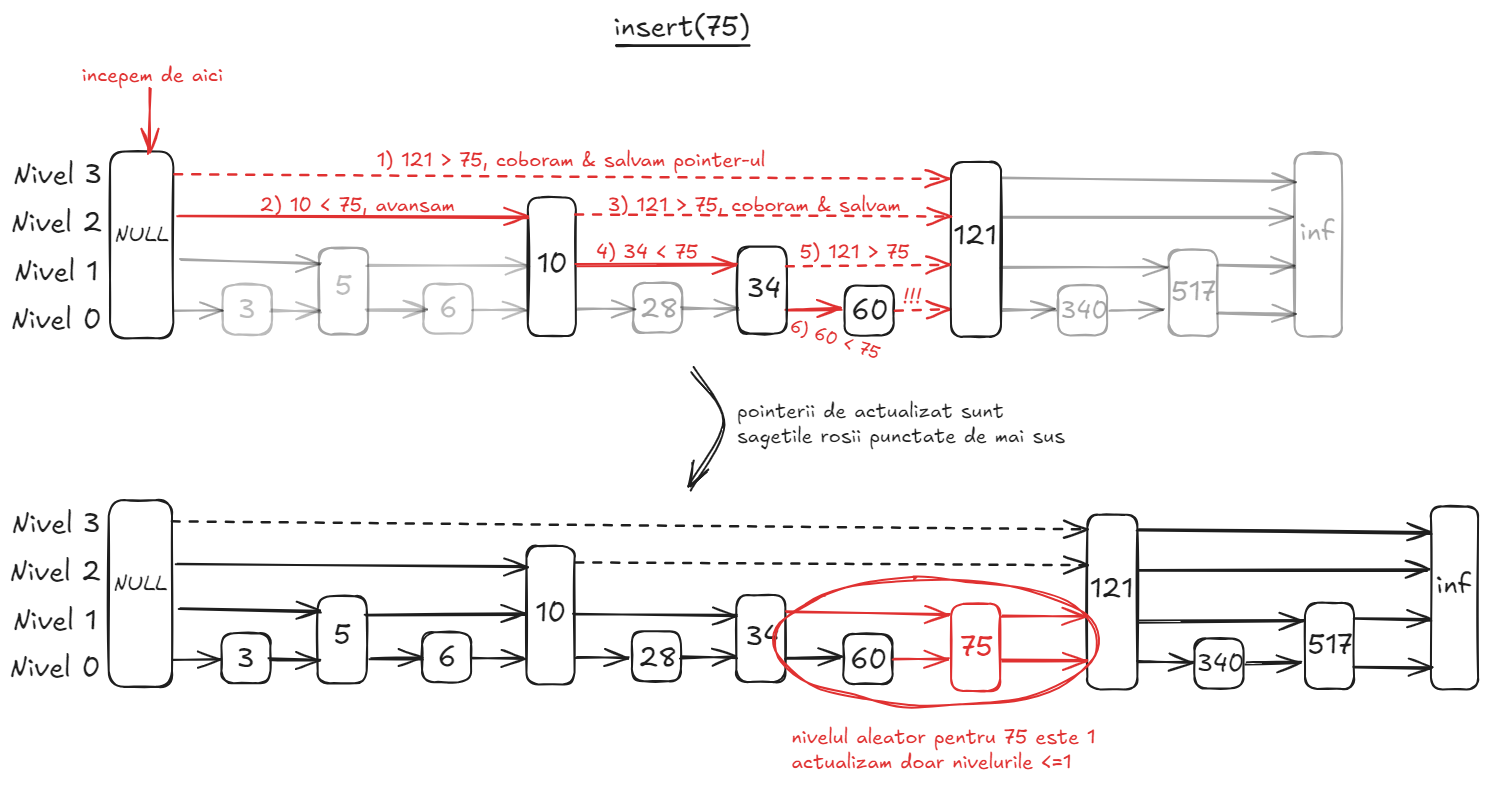 insert(75)
incepem de aici
Nivel 3
1) 121 > 75, coboram & salvam pointer-ul
Nivel 2
2) 10 < 75, avansam
3) 121 > 75, coboram & salvam
NULL
121
inf
Nivel 1
5
10
4) 34 < 75
34
5) 121 > 75
517
Nivel 0
3
6
28
60
!!!
340
6) 60 < 75
pointerii de actualizat sunt
sagetile rosii punctate de mai sus
Nivel 3
Nivel 2
NULL
121
inf
Nivel 1
5
10
34
75
517
Nivel 0
3
6
28
60
340
nivelul aleator pentru 75 este 1
actualizam doar nivelurile <=1